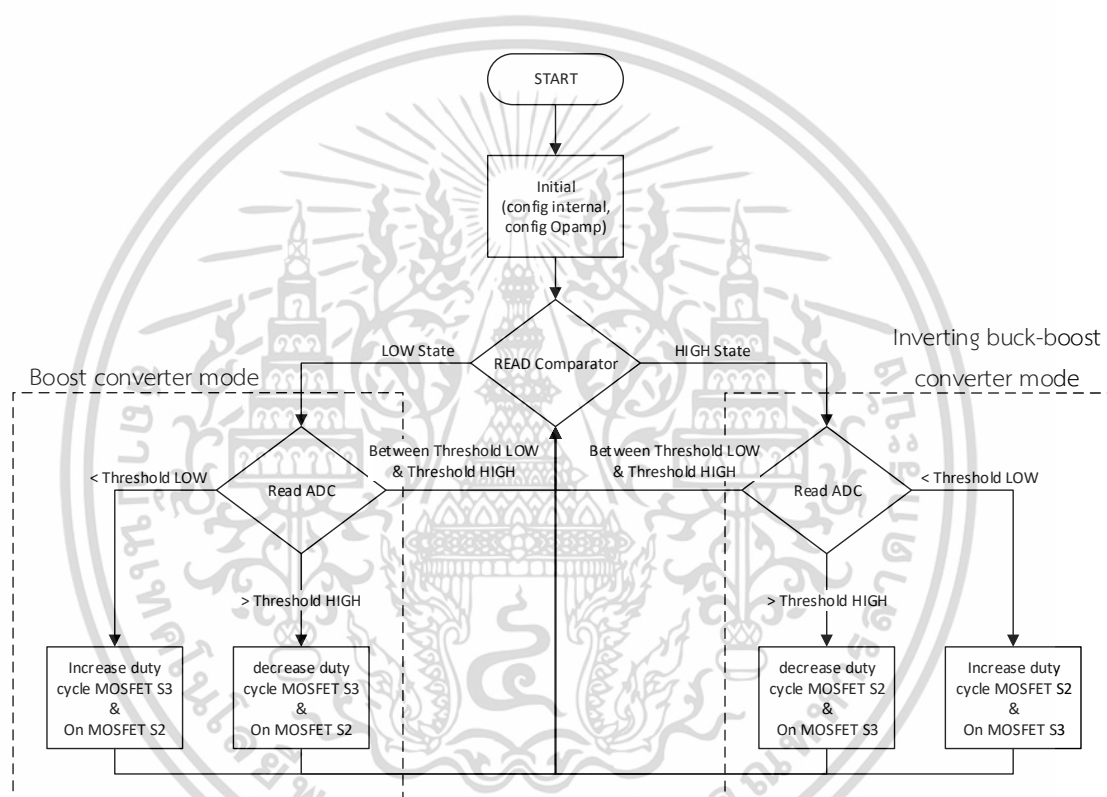 START
Initial
(config internal,
config Opamp)
READ Comparator
LOW State
HIGH State
Boost converter mode
Inverting buck-boost
converter mode
Read ADC
< Threshold LOW
Between Threshold LOW
& Threshold HIGH
> Threshold HIGH
Increase duty
cycle MOSFET S3
&
On MOSFET S2
decrease duty
cycle MOSFET S3
&
On MOSFET S2
Between Threshold LOW
& Threshold HIGH
Read ADC
< Threshold LOW
> Threshold HIGH
decrease duty
cycle MOSFET S2
&
On MOSFET S3
Increase duty
cycle MOSFET S2
&
On MOSFET S3